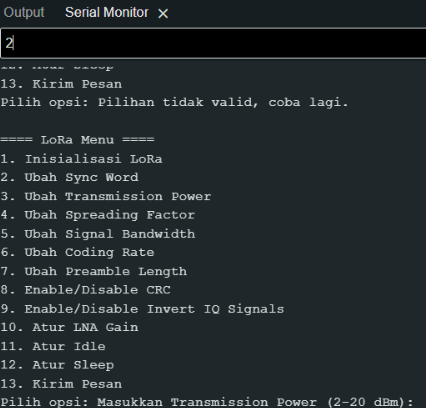 Output Serial Monitor ×
2
12. Atur Sleep
13. Kirim Pesan
Pilih opsi: Pilihan tidak valid, coba lagi.
==== LoRa Menu ====
1. Inisialisasi LoRa
2. Ubah Sync Word
3. Ubah Transmission Power
4. Ubah Spreading Factor
5. Ubah Signal Bandwidth
6. Ubah Coding Rate
7. Ubah Preamble Length
8. Enable/Disable CRC
9. Enable/Disable Invert IQ Signals
10. Atur LNA Gain
11. Atur Idle
12. Atur Sleep
13. Kirim Pesan
Pilih opsi: Masukkan Transmission Power (2-20 dBm):